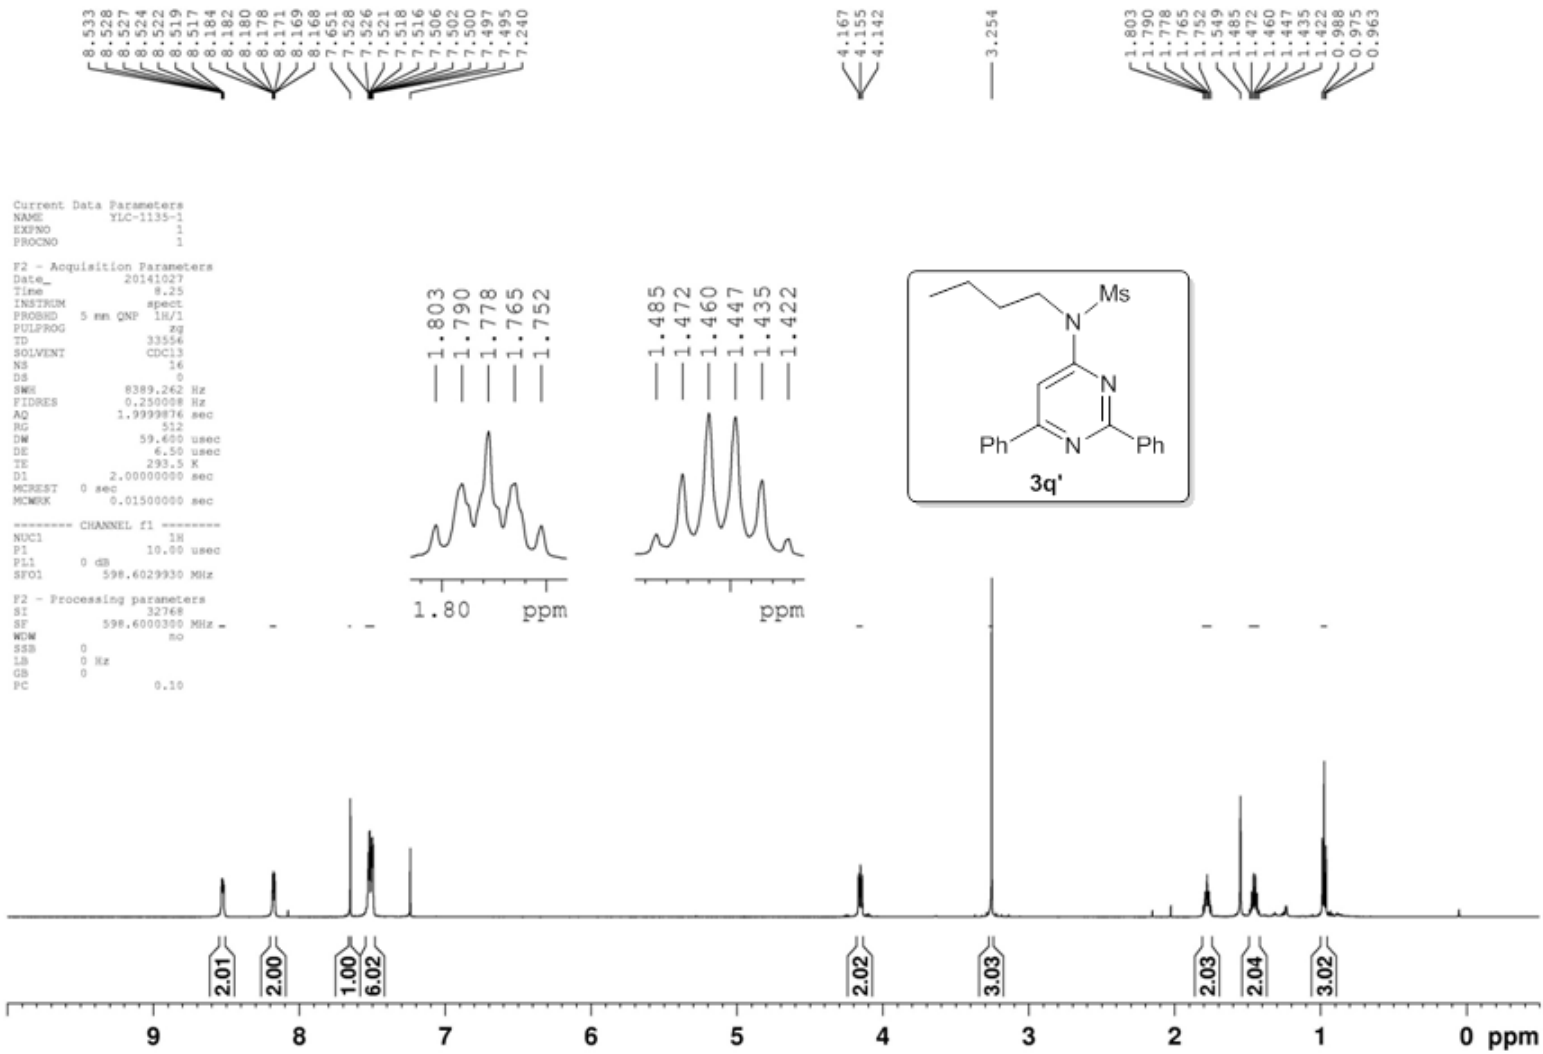 8.533
8.528
8.527
8.524
8.522
8.519
8.517
8.184
8.182
8.180
8.178
8.171
8.169
8.168
7.651
7.528
7.526
7.521
7.518
7.516
7.506
7.502
7.500
7.497
7.495
7.240
4.167
4.155
4.142
3.254
1.803
1.790
1.778
1.765
1.752
1.549
1.485
1.472
1.460
1.447
1.435
1.422
0.988
0.975
0.963
Current Data Parameters
NAME YLC-1135-1
EXPNO 1
PROCNO 1
F2 - Acquisition Parameters
Date_ 20141027
Time 8.25
INSTRUM spect
PROBHD 5 mm QNP 1H/1
PULPROG zg
TD 33556
SOLVENT CDCl3
NS 16
DS 0
SWH 8389.262 Hz
FIDRES 0.250008 Hz
AQ 1.9999876 sec
RG 512
DW 59.600 usec
DE 6.50 usec
TE 293.5 K
D1 2.00000000 sec
MCREST 0 sec
MCWRK 0.01500000 sec
======== CHANNEL f1 ========
NUC1 1H
P1 10.00 usec
PL1 0 dB
SFO1 598.6029930 MHz
F2 - Processing parameters
SI 32768
SF 598.6000300 MHz
WDW no
SSB 0
LB 0 Hz
GB 0
PC 0.10
1.803
1.790
1.778
1.765
1.752
1.80 ppm
1.485
1.472
1.460
1.447
1.435
1.422
ppm
Ms
N
N
Ph N Ph
3q'
2.01
2.00
1.00
6.02
2.02
3.03
2.03
2.04
3.02
9 8 7 6 5 4 3 2 1 0 ppm